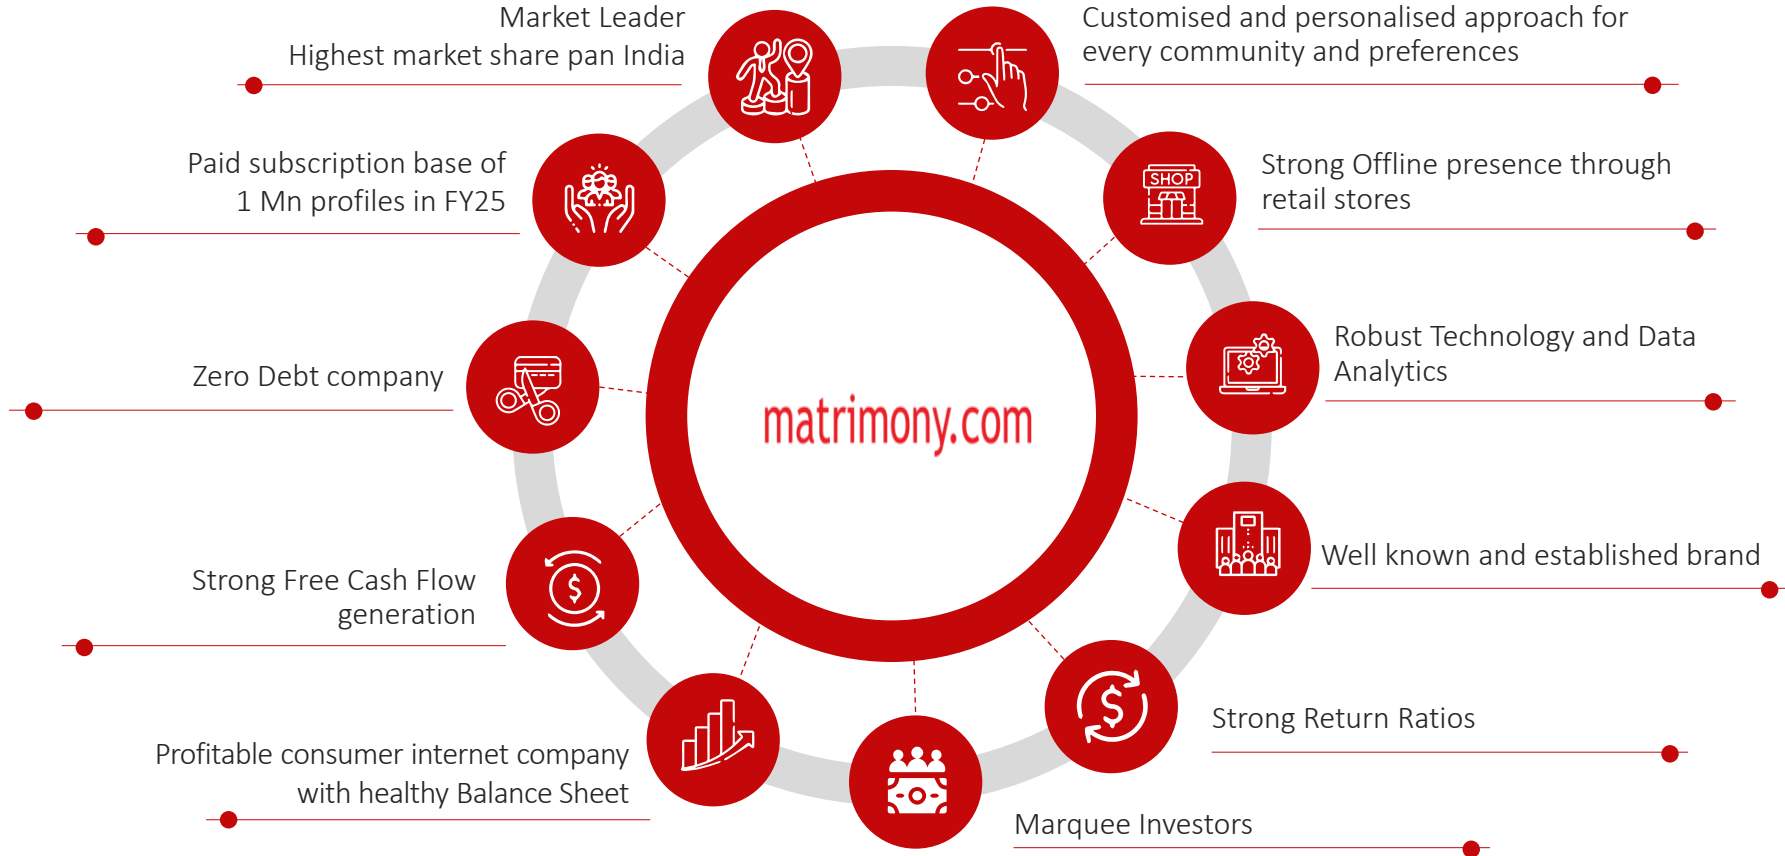 Market Leader
Highest market share pan India
Customised and personalised approach for
every community and preferences
Paid subscription base of
1 Mn profiles in FY25
SHOP
Strong Offline presence through
retail stores
Zero Debt company
Robust Technology and Data
Analytics
matrimony.com
Strong Free Cash Flow
generation
Well known and established brand
Profitable consumer internet company
with healthy Balance Sheet
$
$
Strong Return Ratios
Marquee Investors